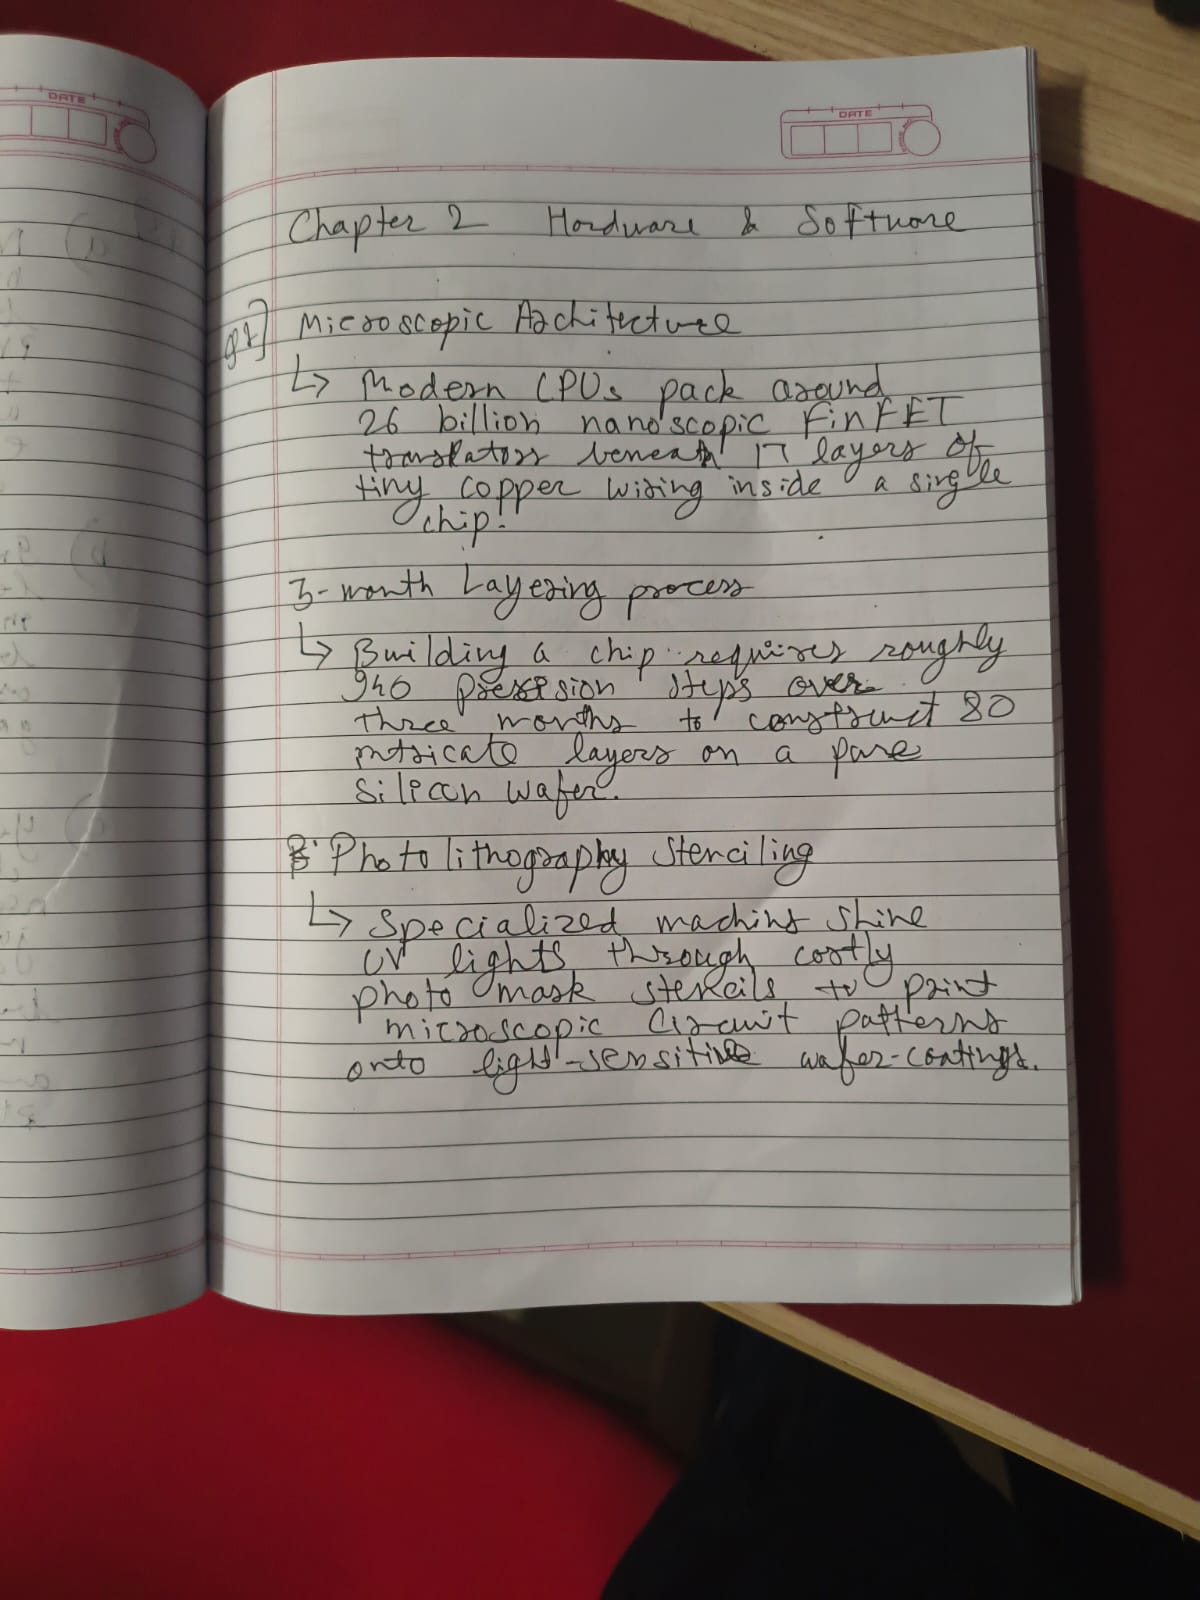 DATE
DATE
Chapter 2 Hardware & Software
Microscopic Architecture
↳ Modern CPUs pack around
26 billion nanoscopic FinFET
beneath 17 layers of
tiny copper wiring inside a single
chip.
3-month Layering process
↳ Building a chip requires roughly
940 steps over
three months to construct 80
intricate layers on a pure
silicon wafer.
Photolithography Stenciling
↳ Specialized machins shine
UV lights through costly
photo mask stencils to print
microscopic circuit patterns
onto light-sensitive wafer-coatings.